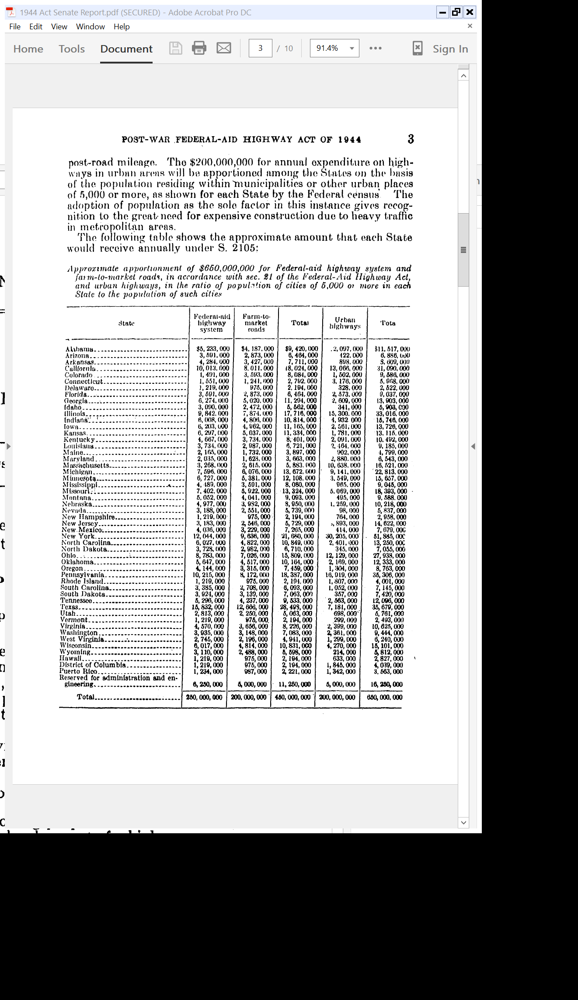 1944 Act Senate Report.pdf (SECURED) - Adobe Acrobat Pro DC
File Edit View Window Help
Home Tools Document 3 / 10 91.4% Sign In
POST-WAR FEDERAL-AID HIGHWAY ACT OF 1944 3
post-road mileage. The $200,000,000 for annual expenditure on high-
ways in urban areas will be apportioned among the States on the basis
of the population residing within municipalities or other urban places
of 5,000 or more, as shown for each State by the Federal census. The
adoption of population as the sole factor in this instance gives recog-
nition to the great need for expensive construction due to heavy traffic
in metropolitan areas.
The following table shows the approximate amount that each State
would receive annually under S. 2105:
Approximate apportionment of $650,000,000 for Federal-aid highway system and
farm-to-market roads, in accordance with sec. 21 of the Federal-Aid Highway Act,
and urban highways, in the ratio of population of cities of 5,000 or more in each
State to the population of such cities
State Federal-aid highway system Farm-to-market roads Total Urban highways Tota
Alabama $5,233,000 $4,187,000 $9,420,000 2,097,000 $11,517,000
Arizona 3,591,000 2,873,000 6,464,000 422,000 6,886,000
Arkansas 4,284,000 3,427,000 7,711,000 898,000 8,609,000
California 10,013,000 8,011,000 18,024,000 13,066,000 31,090,000
Colorado 4,491,000 3,593,000 8,084,000 1,502,000 9,586,000
Connecticut 1,551,000 1,241,000 2,792,000 3,176,000 5,968,000
Delaware 1,219,000 975,000 2,194,000 328,000 2,522,000
Florida 3,591,000 2,873,000 6,464,000 2,573,000 9,037,000
Georgia 6,274,000 5,020,000 11,294,000 2,609,000 13,903,000
Idaho 3,090,000 2,472,000 5,562,000 341,000 5,903,000
Illinois 9,842,000 7,874,000 17,716,000 15,300,000 33,016,000
Indiana 6,008,000 4,806,000 10,814,000 4,932,000 15,746,000
Iowa 6,203,000 4,962,000 11,165,000 2,561,000 13,726,000
Kansas 6,297,000 5,037,000 11,334,000 1,781,000 13,115,000
Kentucky 4,667,000 3,734,000 8,401,000 2,091,000 10,492,000
Louisiana 3,734,000 2,987,000 6,721,000 2,464,000 9,185,000
Maine 2,165,000 1,732,000 3,897,000 902,000 4,799,000
Maryland 2,035,000 1,628,000 3,663,000 2,880,000 6,543,000
Massachusetts 3,268,000 2,615,000 5,883,000 10,638,000 16,521,000
Michigan 7,596,000 6,076,000 13,672,000 9,141,000 22,813,000
Minnesota 6,727,000 5,381,000 12,108,000 3,549,000 15,657,000
Mississippi 4,489,000 3,591,000 8,080,000 965,000 9,045,000
Missouri 7,402,000 5,922,000 13,324,000 5,069,000 18,393,000
Montana 5,052,000 4,041,000 9,093,000 495,000 9,588,000
Nebraska 4,977,000 3,982,000 8,959,000 1,259,000 10,218,000
Nevada 3,188,000 2,551,000 5,739,000 98,000 5,837,000
New Hampshire 1,219,000 975,000 2,194,000 764,000 2,958,000
New Jersey 3,183,000 2,546,000 5,729,000 ,893,000 14,622,000
New Mexico 4,036,000 3,229,000 7,265,000 414,000 7,679,000
New York 12,044,000 9,636,000 21,680,000 30,205,000 51,885,000
North Carolina 6,027,000 4,822,000 10,849,000 2,401,000 13,250,000
North Dakota 3,728,000 2,982,000 6,710,000 345,000 7,055,000
Ohio 8,783,000 7,026,000 15,809,000 12,129,000 27,938,000
Oklahoma 5,647,000 4,517,000 10,164,000 2,169,000 12,333,000
Oregon 4,144,000 3,315,000 7,459,000 1,304,000 8,763,000
Pennsylvania 10,215,000 8,172,000 18,387,000 16,919,000 35,306,000
Rhode Island 1,219,000 975,000 2,194,000 1,807,000 4,001,000
South Carolina 3,385,000 2,708,000 6,093,000 1,052,000 7,145,000
South Dakota 3,924,000 3,139,000 7,063,000 357,000 7,420,000
Tennessee 5,296,000 4,237,000 9,533,000 2,563,000 12,096,000
Texas 15,832,000 12,666,000 28,498,000 7,181,000 35,679,000
Utah 2,813,000 2,250,000 5,063,000 698,000 5,761,000
Vermont 1,219,000 975,000 2,194,000 299,000 2,493,000
Virginia 4,570,000 3,656,000 8,226,000 2,399,000 10,625,000
Washington 3,935,000 3,148,000 7,083,000 2,361,000 9,444,000
West Virginia 2,745,000 2,196,000 4,941,000 1,299,000 6,240,000
Wisconsin 6,017,000 4,814,000 10,831,000 4,270,000 15,101,000
Wyoming 3,110,000 2,488,000 5,598,000 214,000 5,812,000
Hawaii 1,219,000 975,000 2,194,000 633,000 2,827,000
District of Columbia 1,219,000 975,000 2,194,000 1,845,000 4,039,000
Puerto Rico 1,234,000 987,000 2,221,000 1,342,000 3,563,000
Reserved for administration and en-
gineering 6,250,000 5,000,000 11,250,000 5,000,000 16,250,000
Total 250,000,000 200,000,000 450,000,000 200,000,000 650,000,000